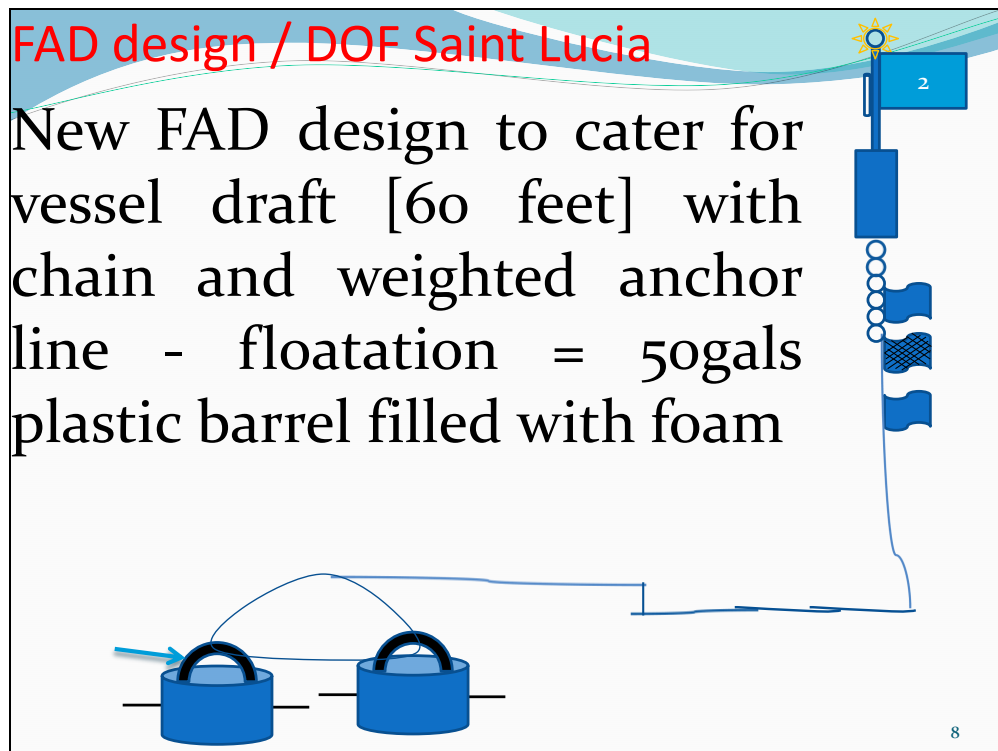 FAD design / DOF Saint Lucia
2
New FAD design to cater for
vessel draft [60 feet] with
chain and weighted anchor
line - floatation = 50gals
plastic barrel filled with foam
8